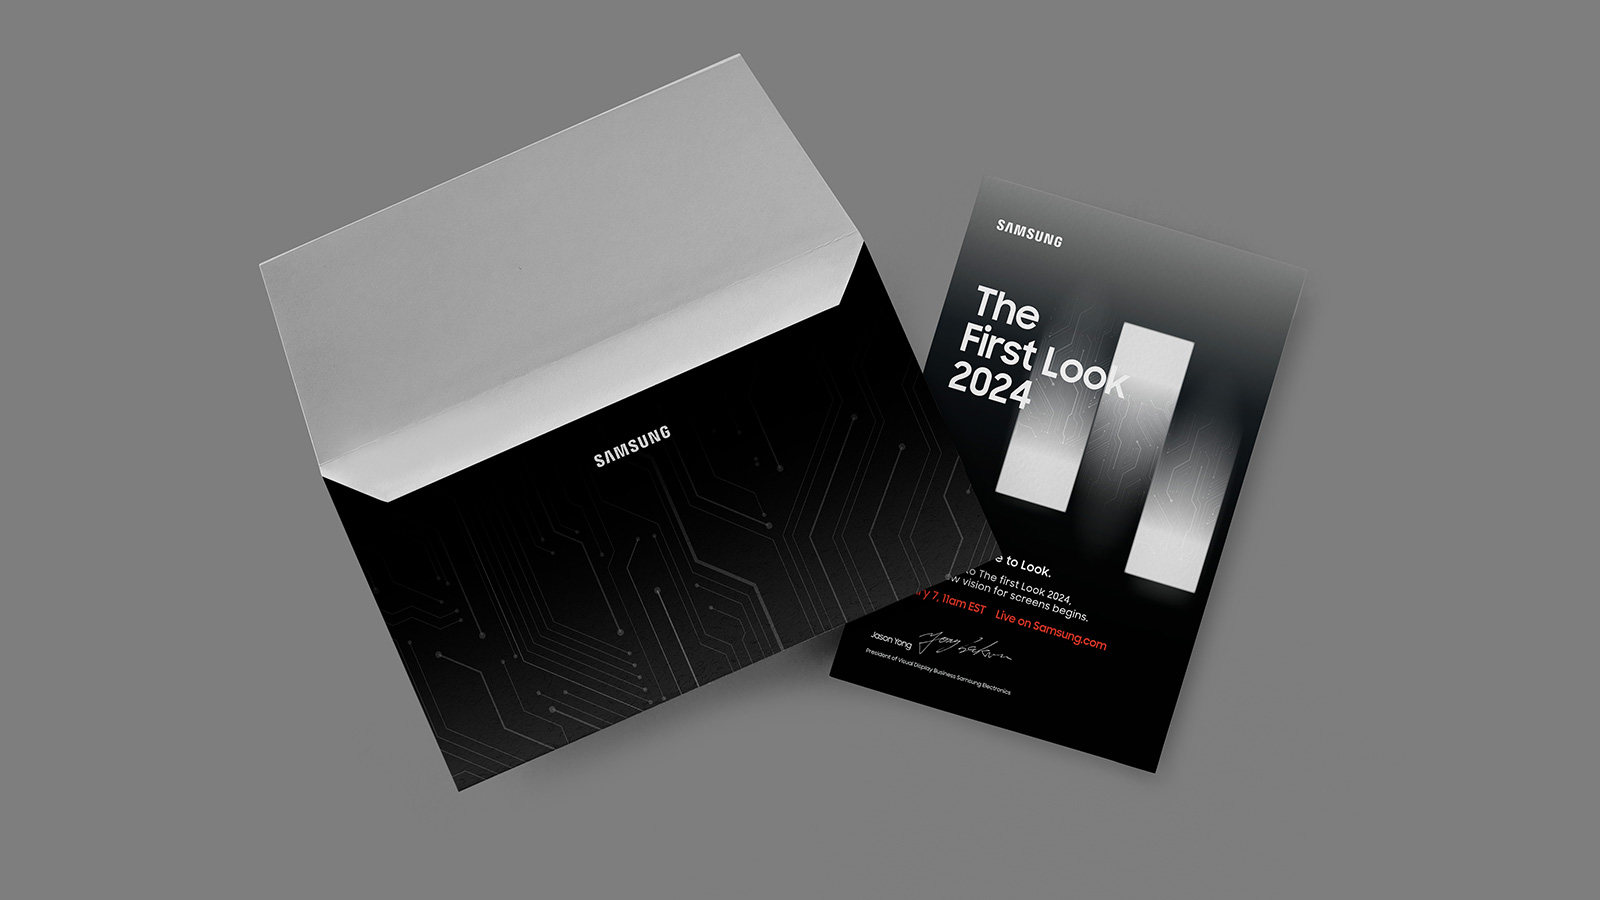 SAMSUNG
SAMSUNG
The
First Look
2024
to Look.
to The first Look 2024,
vision for screens begins.
7, 11am EST Live on Samsung.com
Jason Yong
President of Visual Display Business Samsung Electronics